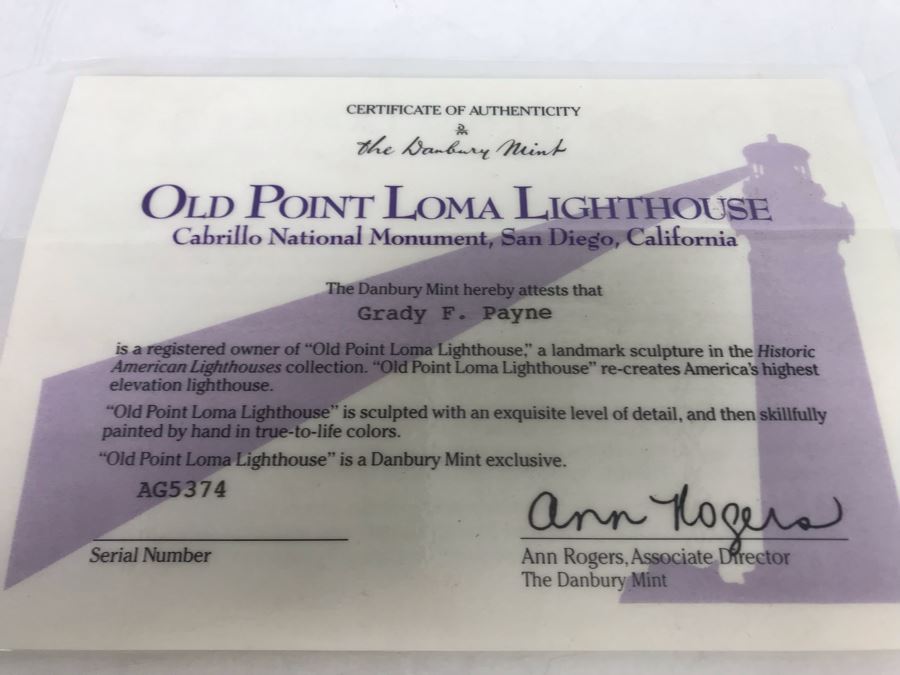 CERTIFICATE OF AUTHENTICITY
the Danbury Mint
OLD POINT LOMA LIGHTHOUSE
Cabrillo National Monument, San Diego, California
The Danbury Mint hereby attests that
Grady F. Payne
is a registered owner of “Old Point Loma Lighthouse,” a landmark sculpture in the Historic
American Lighthouses collection. “Old Point Loma Lighthouse” re-creates America's highest
elevation lighthouse.
“Old Point Loma Lighthouse” is sculpted with an exquisite level of detail, and then skillfully
painted by hand in true-to-life colors.
“Old Point Loma Lighthouse” is a Danbury Mint exclusive.
AG5374
Serial Number
Ann Rogers
Ann Rogers, Associate Director
The Danbury Mint